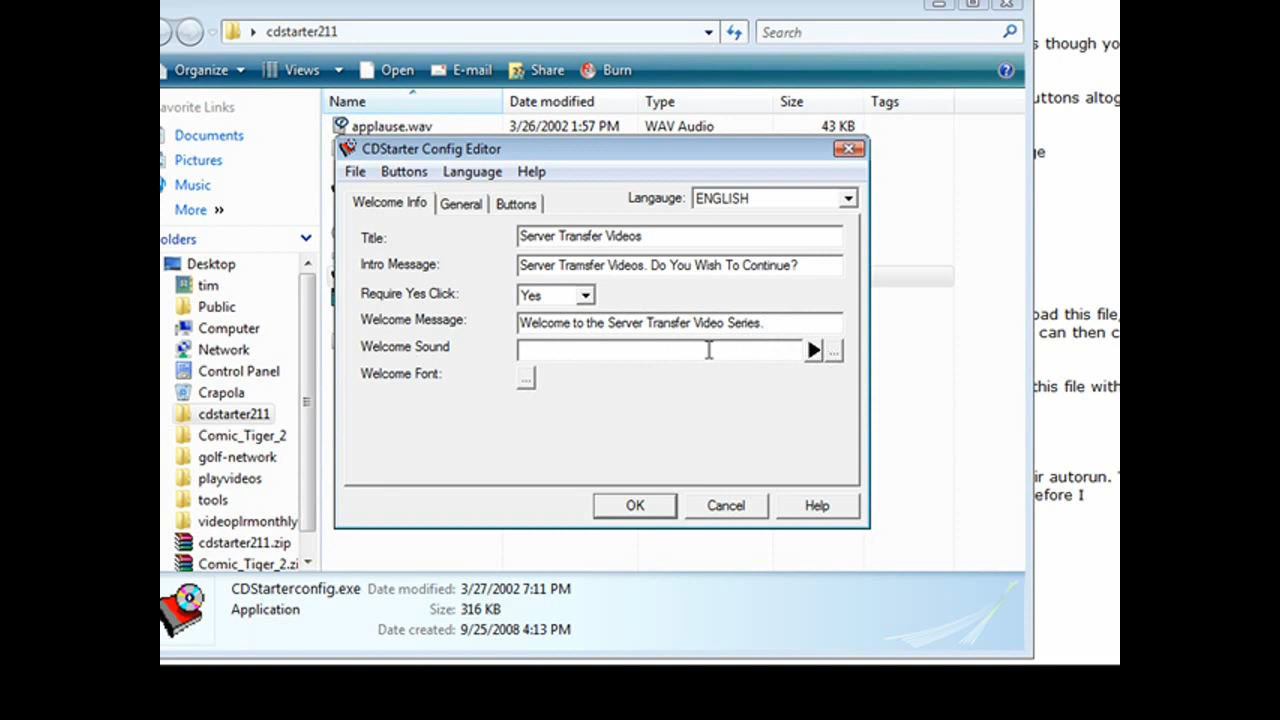 cdstarter211
Search
Organize Views Open E-mail Share Burn
avorite Links
Documents
Pictures
Music
More »
olders
Desktop
tim
Public
Computer
Network
Control Panel
Crapola
cdstarter211
Comic_Tiger_2
golf-network
playvideos
tools
videoplrmonthly
cdstarter211.zip
Comic_Tiger_2.zi
Name Date modified Type Size Tags
applause.wav 3/26/2002 1:57 PM WAV Audio 43 KB
CDStarter Config Editor
File Buttons Language Help
Welcome Info General Buttons
Langauge: ENGLISH
Title: Server Transfer Videos
Intro Message: Server Tramsfer Videos. Do You Wish To Continue?
Require Yes Click: Yes
Welcome Message: Welcome to the Server Transfer Video Series.
Welcome Sound ...
Welcome Font: ...
OK Cancel Help
CDStarterconfig.exe Date modified: 3/27/2002 7:11 PM
Application Size: 316 KB
Date created: 9/25/2008 4:13 PM
s though yo
uttons altog
ge
oad this file,
can then c
this file with
ir autorun.
efore I